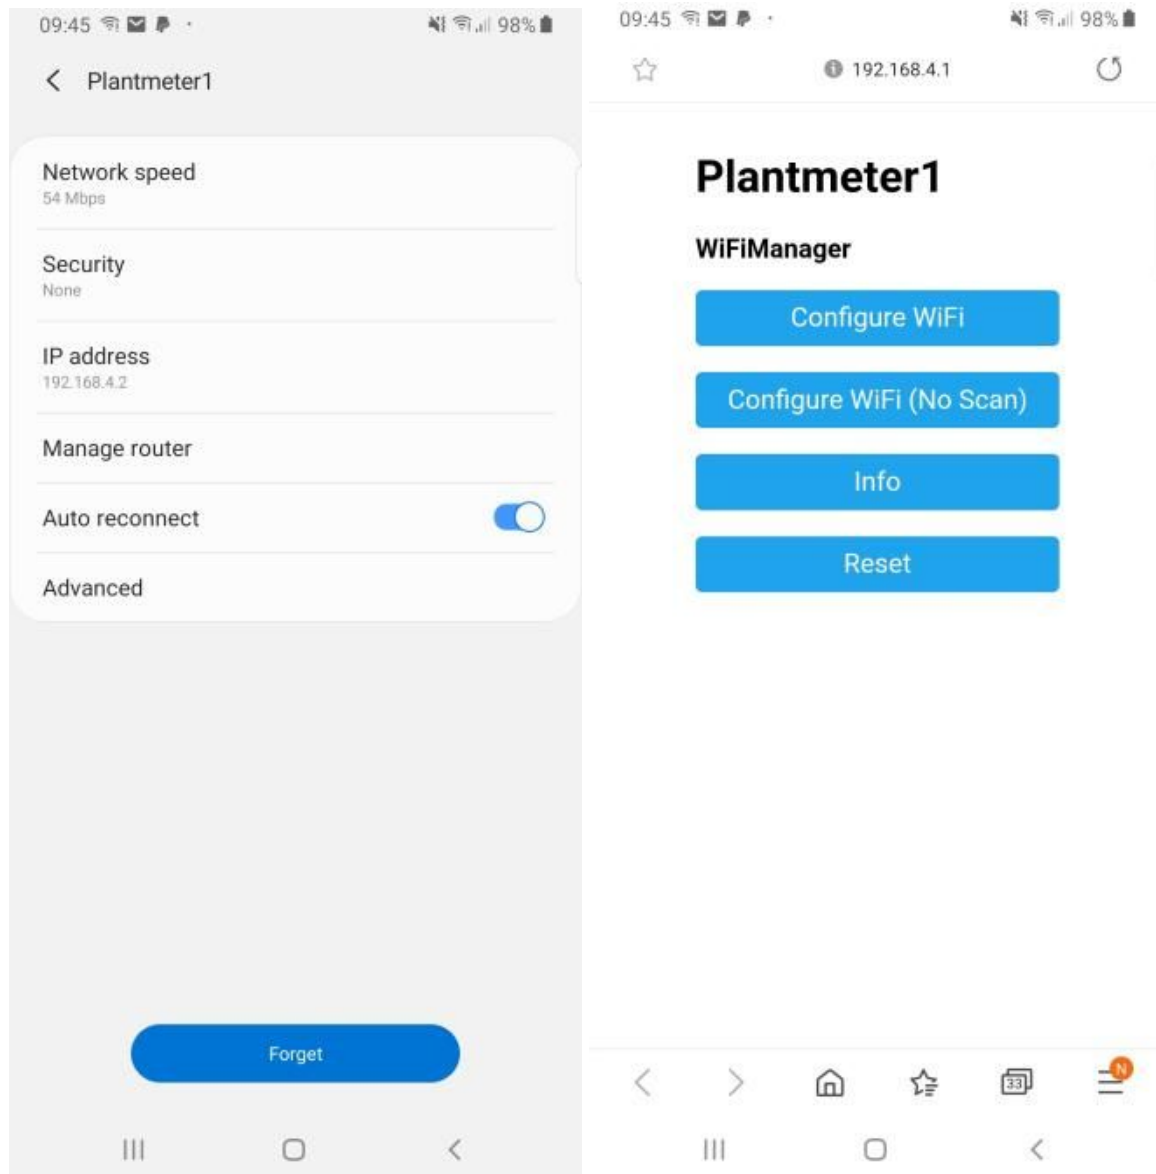 09:45 98%
Plantmeter1
Network speed
54 Mbps
Security
None
IP address
192.168.4.2
Manage router
Auto reconnect
Advanced
Forget
09:45 98%
192.168.4.1
Plantmeter1
WiFiManager
Configure WiFi
Configure WiFi (No Scan)
Info
Reset
33 N